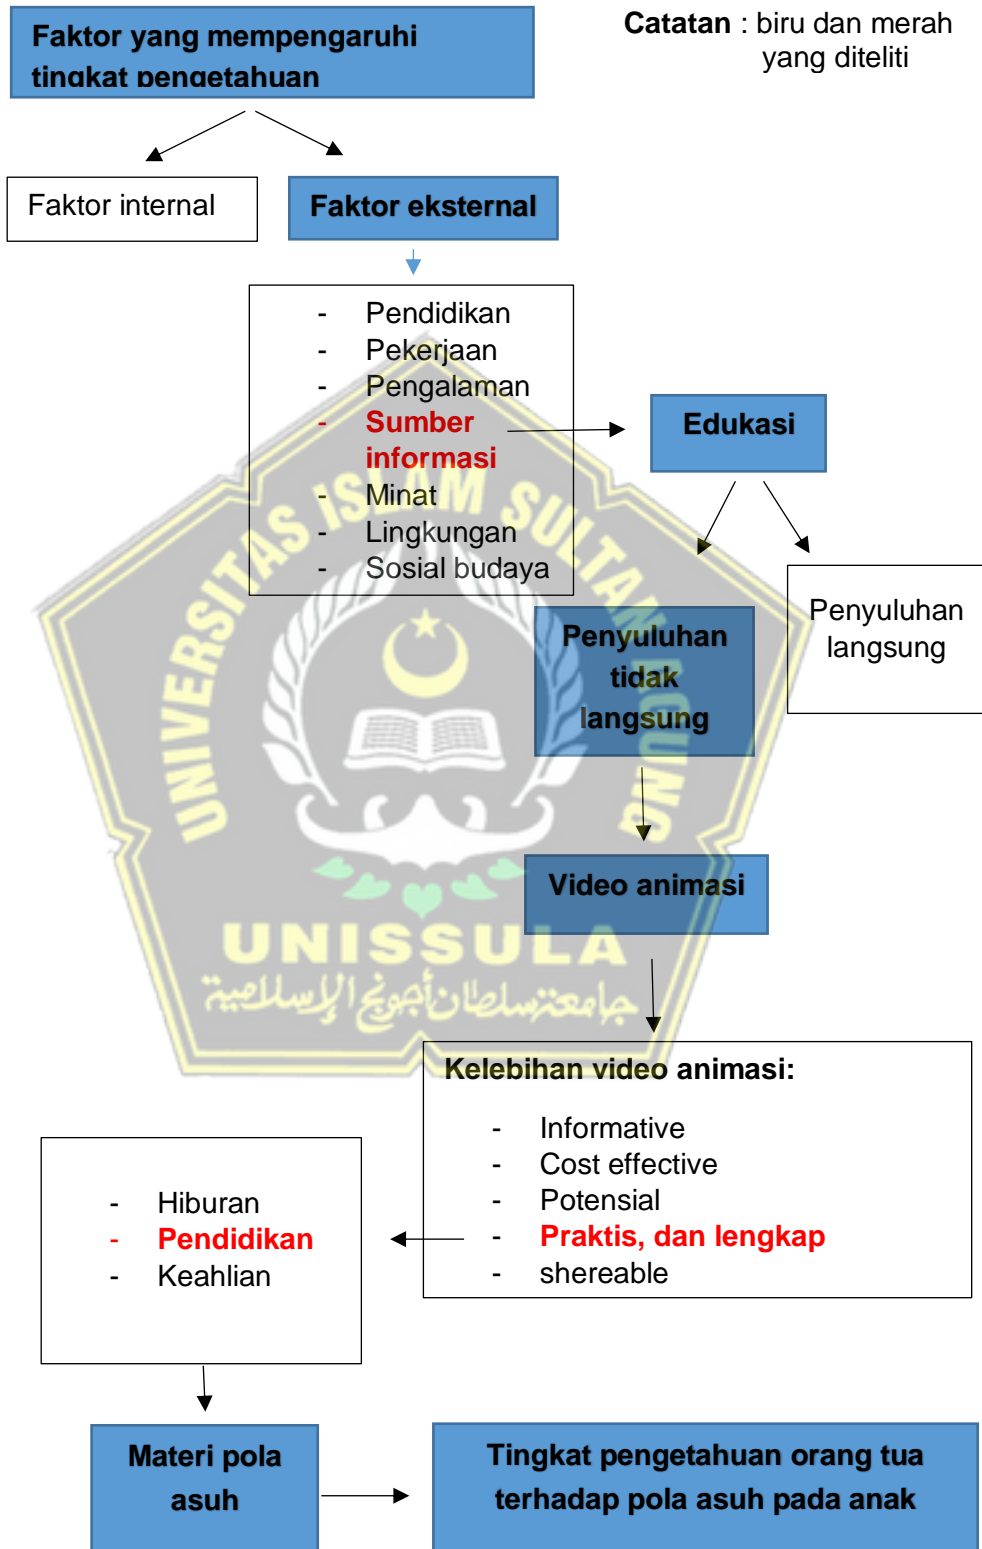 Faktor yang mempengaruhi
tingkat pengetahuan
Catatan : biru dan merah
yang diteliti
Faktor internal
Faktor eksternal
- Pendidikan
- Pekerjaan
- Pengalaman
- Sumber
informasi
- Minat
- Lingkungan
- Sosial budaya
Edukasi
Penyuluhan
tidak
langsung
Penyuluhan
langsung
Video animasi
UNIVERSITAS ISLAM SULTAN AGUNG
UNISSULA
جامعتسلطان أجونج الإسلامية
Kelebihan video animasi:
- Informative
- Cost effective
- Potensial
- Praktis, dan lengkap
- shereable
- Hiburan
- Pendidikan
- Keahlian
Materi pola
asuh
Tingkat pengetahuan orang tua
terhadap pola asuh pada anak